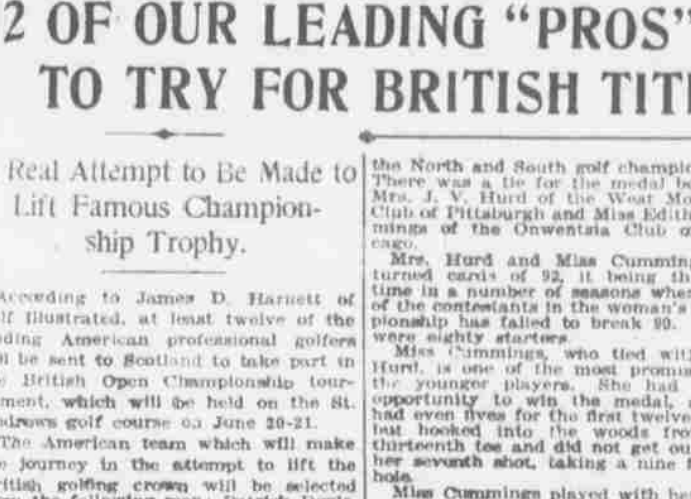 2 OF OUR LEADING "PROS"
TO TRY FOR BRITISH TIT
Real Attempt to Be Made to
Lift Famous Champion-
ship Trophy.
According to James D. Harnett of
lf Illustrated, at least twelve of the
ding American professional golfers
ll be sent to Scotland to take part in
e British Open Championship tour-
ment, which will be held on the St.
drews golf course on June 20-21.
The American team which will make
e journey in the attempt to lift the
itish golfing crown will be selected
the following
the North and South golf champio
There was a tie for the medal be
Mrs. J. V. Hurd of the West Mo
Club of Pittsburgh and Miss Edith
mings of the Onwentsia Club o
cago.
Mrs. Hurd and Miss Cumming
turned cards of 92, it being th
time in a number of seasons whe
of the contestants in the woman's
pionship has failed to break 90.
were eighty starters.
Miss Cummings, who tied wit
Hurd, is one of the most promis
the younger players. She had
opportunity to win the medal,
had even fives for the first twelve
but hooked into the woods fro
thirteenth tee and did not get ou
her seventh shot, taking a nine
hole.
Miss Cummings played with